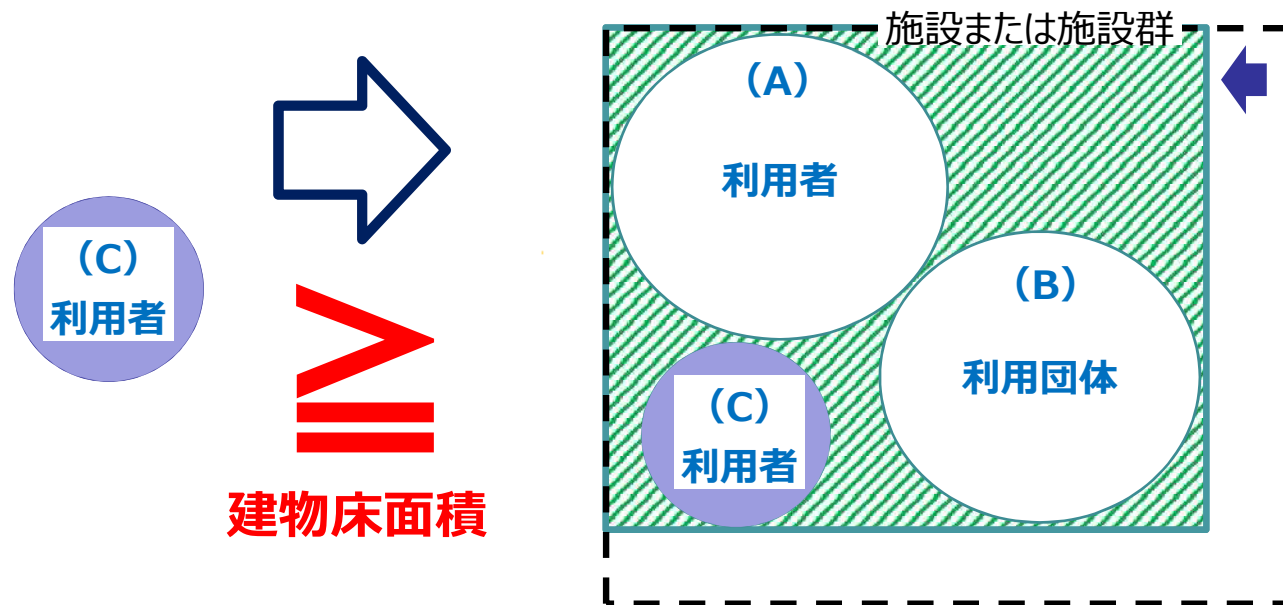 施設または施設群
（A）
利用者
（C）
利用者
（B）
利用団体
（C）
利用者
≧
建物床面積